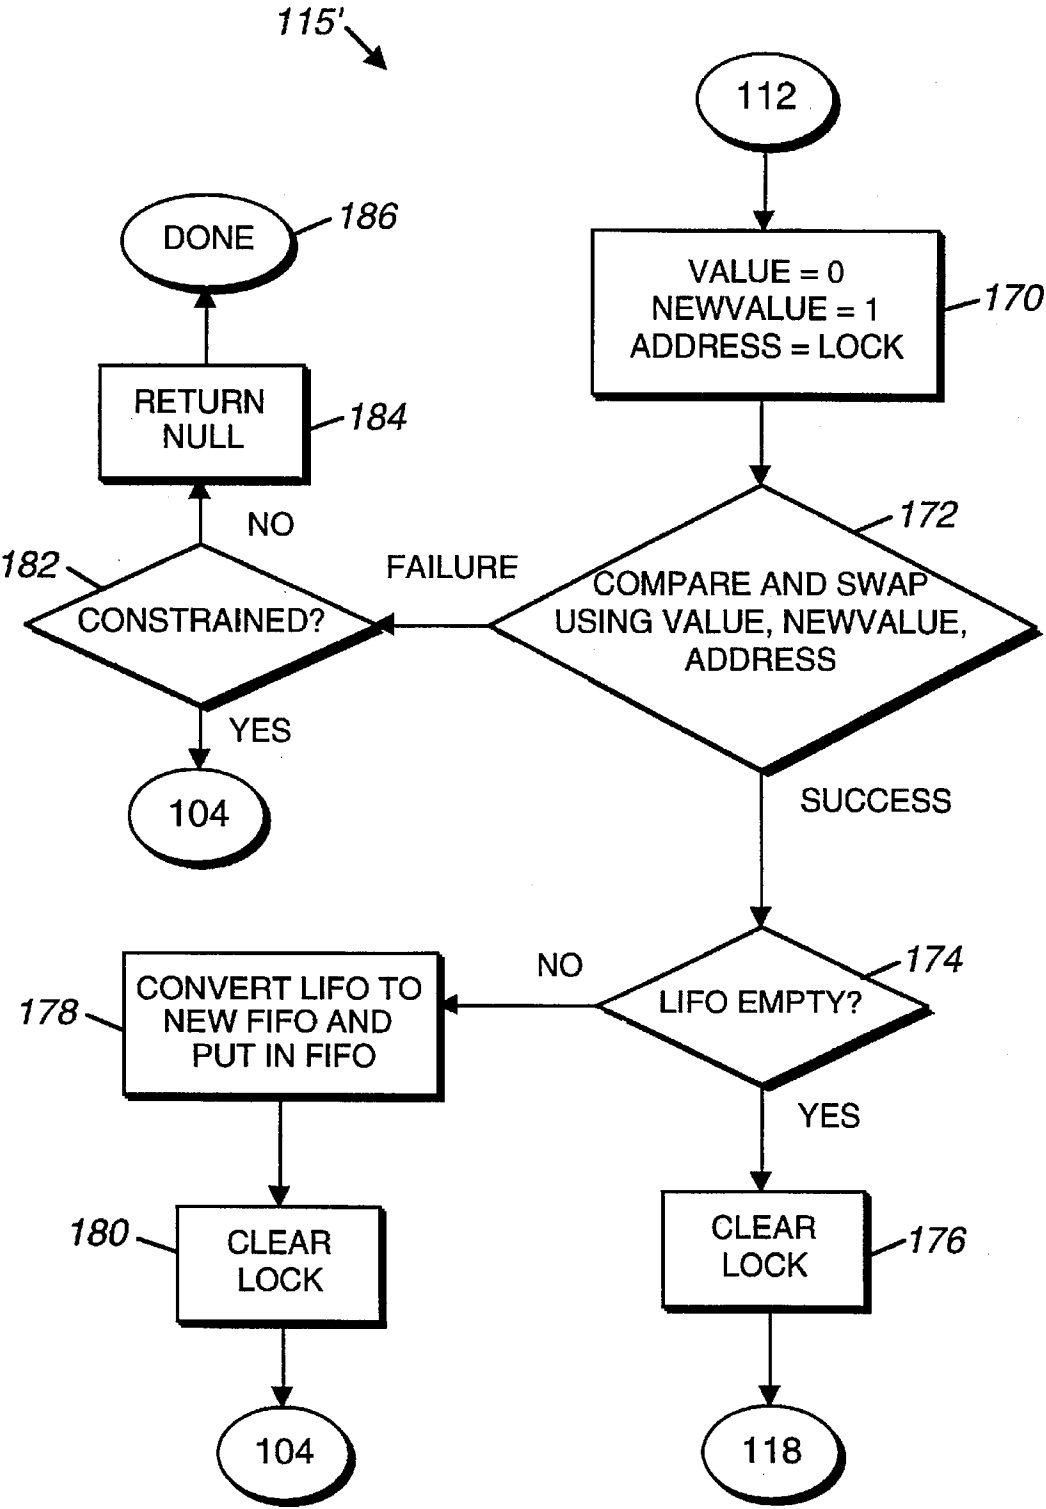 115'
112
DONE
186
VALUE = 0
NEWVALUE = 1
ADDRESS = LOCK
170
RETURN
NULL
184
NO
172
182
CONSTRAINED?
FAILURE
COMPARE AND SWAP
USING VALUE, NEWVALUE,
ADDRESS
YES
104
SUCCESS
NO
174
LIFO EMPTY?
178
CONVERT LIFO TO
NEW FIFO AND
PUT IN FIFO
YES
180
CLEAR
LOCK
CLEAR
LOCK
176
104
118